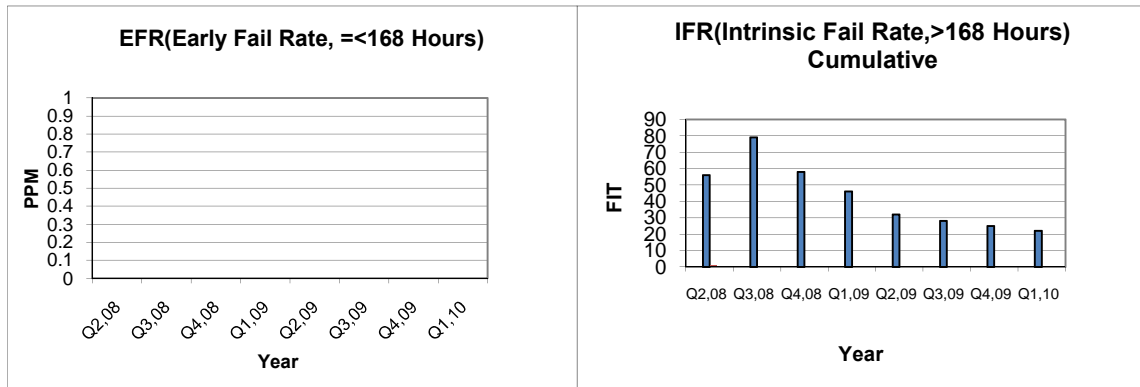 EFR(Early Fail Rate, =<168 Hours)
PPM
1
0.9
0.8
0.7
0.6
0.5
0.4
0.3
0.2
0.1
0
Q2,08
Q3,08
Q4,08
Q1,09
Q2,09
Q3,09
Q4,09
Q1,10
Year
IFR(Intrinsic Fail Rate,>168 Hours)
Cumulative
FIT
90
80
70
60
50
40
30
20
10
0
Q2,08
Q3,08
Q4,08
Q1,09
Q2,09
Q3,09
Q4,09
Q1,10
Year